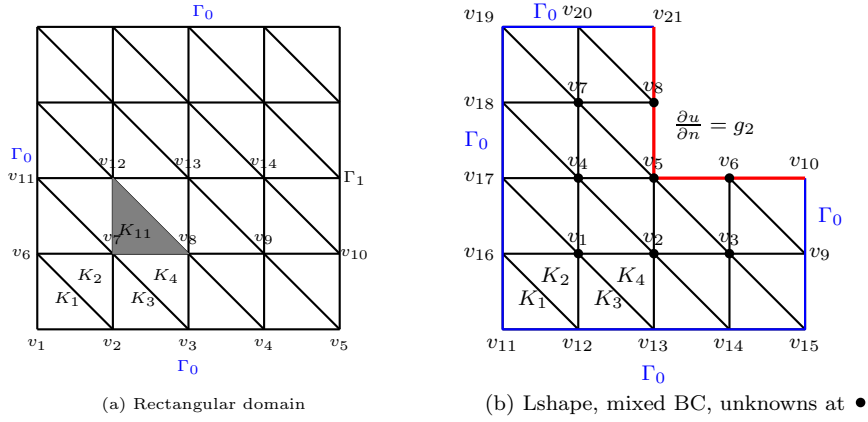 Γ₀
v₁₉ Γ₀ v₂₀ v₂₁
v₇ v₈
v₁₈
∂u/∂n = g₂
Γ₀
Γ₀ v₁₂ v₁₃ v₁₄ Γ₁
v₁₁
v₄ v₅ v₆ v₁₀
v₁₇
K₁₁
Γ₀
v₇ v₈ v₉
v₆ v₁₀
v₁ v₂ v₃
v₁₆ v₉
K₂ K₄
K₁ K₃
K₂ K₄
K₁ K₃
v₁ v₂ v₃ v₄ v₅
v₁₁ v₁₂ v₁₃ v₁₄ v₁₅
Γ₀
Γ₀
(a) Rectangular domain
(b) Lshape, mixed BC, unknowns at •